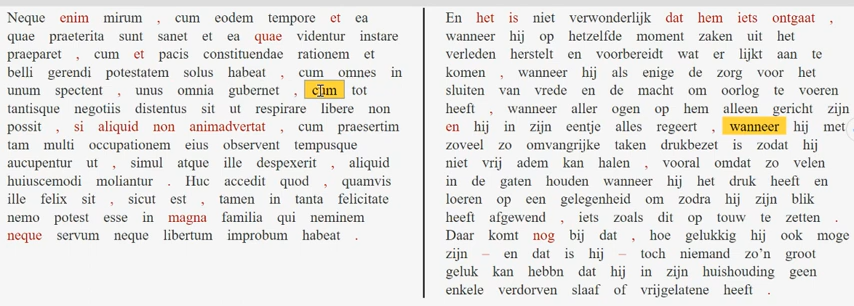 Neque enim mirum , cum eodem tempore et ea
quae praeterita sunt sanet et ea quae videntur instare
praeparet , cum et pacis constituendae rationem et
belli gerendi potestatem solus habeat , cum omnes in
unum spectent , unus omnia gubernet , cum tot
tantisque negotiis distentus sit ut respirare libere non
possit , si aliquid non animadvertat , cum praesertim
tam multi occupationem eius observent tempusque
aucupentur ut , simul atque ille despexerit , aliquid
huiuscemodi moliantur . Huc accedit quod , quamvis
ille felix sit , sicut est , tamen in tanta felicitate
nemo potest esse in magna familia qui neminem
neque servum neque libertum improbum habeat .
En het is niet verwonderlijk dat hem iets ontgaat ,
wanneer hij op hetzelfde moment zaken uit het
verleden herstelt en voorbereidt wat er lijkt aan te
komen , wanneer hij als enige de zorg voor het
sluiten van vrede en de macht om oorlog te voeren
heeft , wanneer aller ogen op hem alleen gericht zijn
en hij in zijn eentje alles regeert , wanneer hij met
zoveel zo omvangrijke taken drukbezet is zodat hij
niet vrij adem kan halen , vooral omdat zo velen
in de gaten houden wanneer hij het druk heeft en
loeren op een gelegenheid om zodra hij zijn blik
heeft afgewend , iets zoals dit op touw te zetten .
Daar komt nog bij dat , hoe gelukkig hij ook moge
zijn – en dat is hij – toch niemand zo’n groot
geluk kan hebbn dat hij in zijn huishouding geen
enkele verdorven slaaf of vrijgelatene heeft .